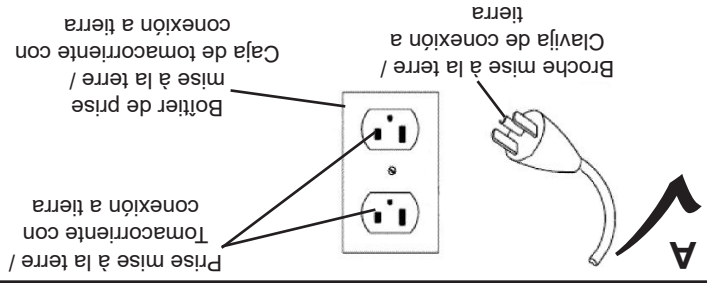 A
Prise mise à la terre /
Tomacorriente con
conexión a tierra
Broche mise à la terre /
Clavija de conexión a
tierra
Boîtier de prise
mise à la terre /
Caja de tomacorriente con
conexión a tierra